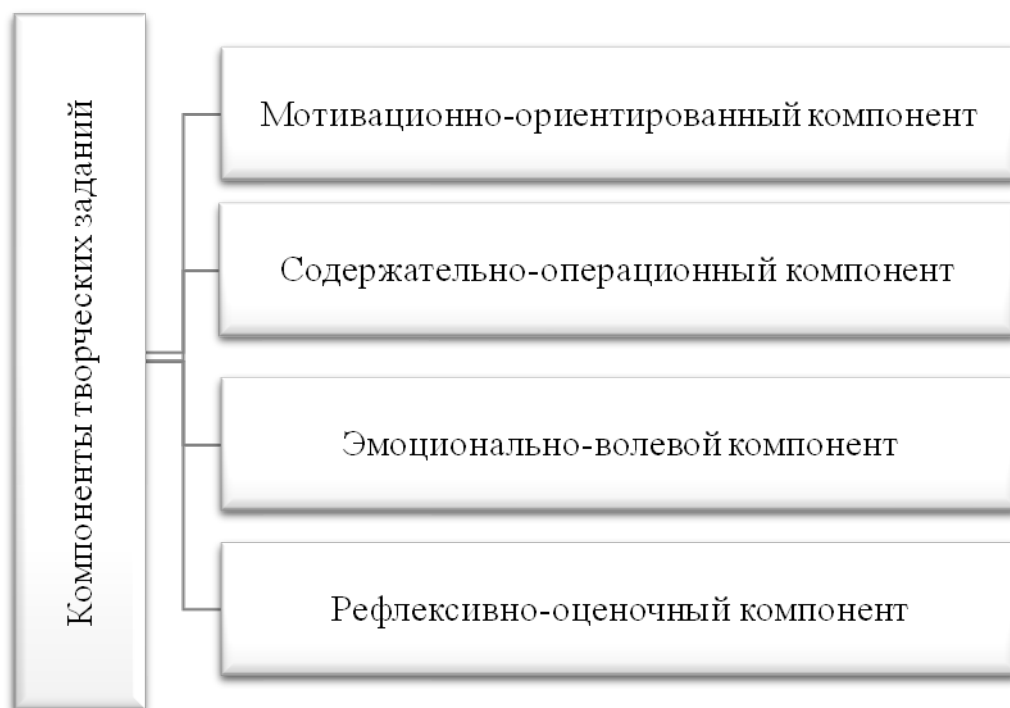 Компоненты творческих заданий
Мотивационно-ориентированный компонент
Содержательно-операционный компонент
Эмоционально-волевой компонент
Рефлексивно-оценочный компонент